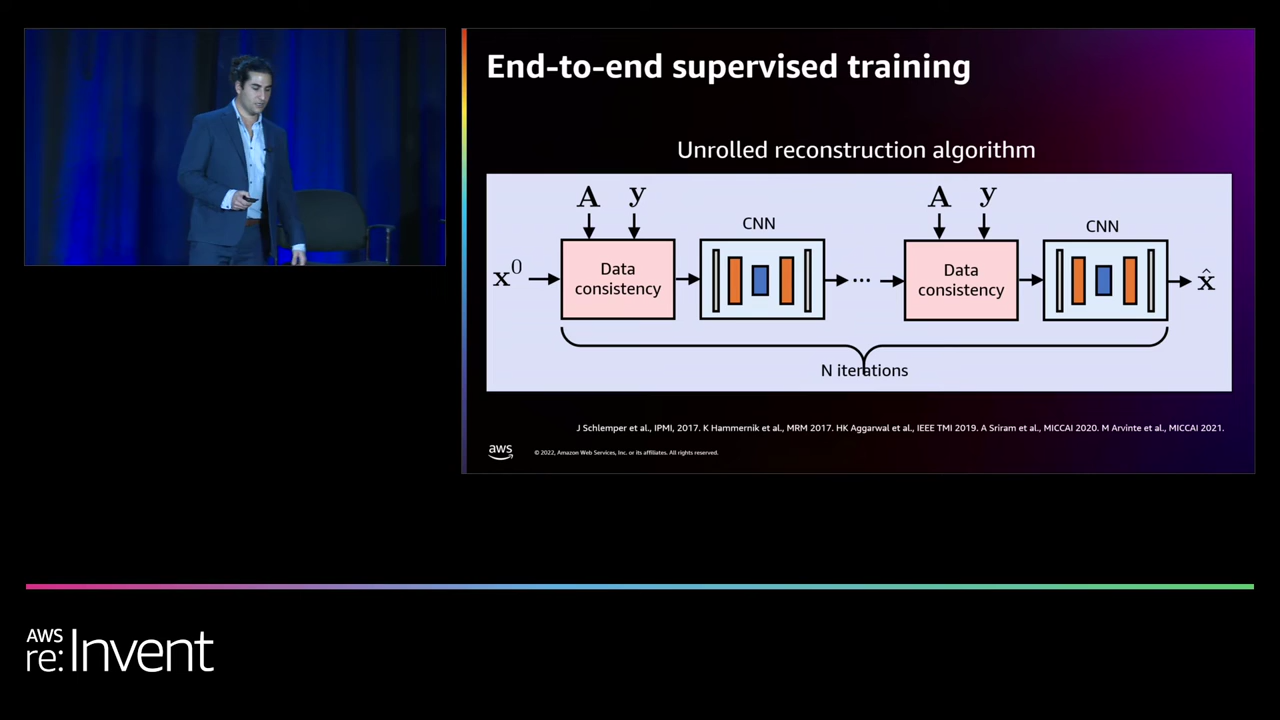 End-to-end supervised training
Unrolled reconstruction algorithm
A y
A y
CNN
CNN
x⁰
Data
consistency
...
Data
consistency
x̂
N iterations
J Schlemper et al., IPMI, 2017. K Hammernik et al., MRM 2017. HK Aggarwal et al., IEEE TMI 2019. A Sriram et al., MICCAI 2020. M Arvinte et al., MICCAI 2021.
aws
© 2022, Amazon Web Services, Inc. or its affiliates. All rights reserved.
AWS
re:Invent